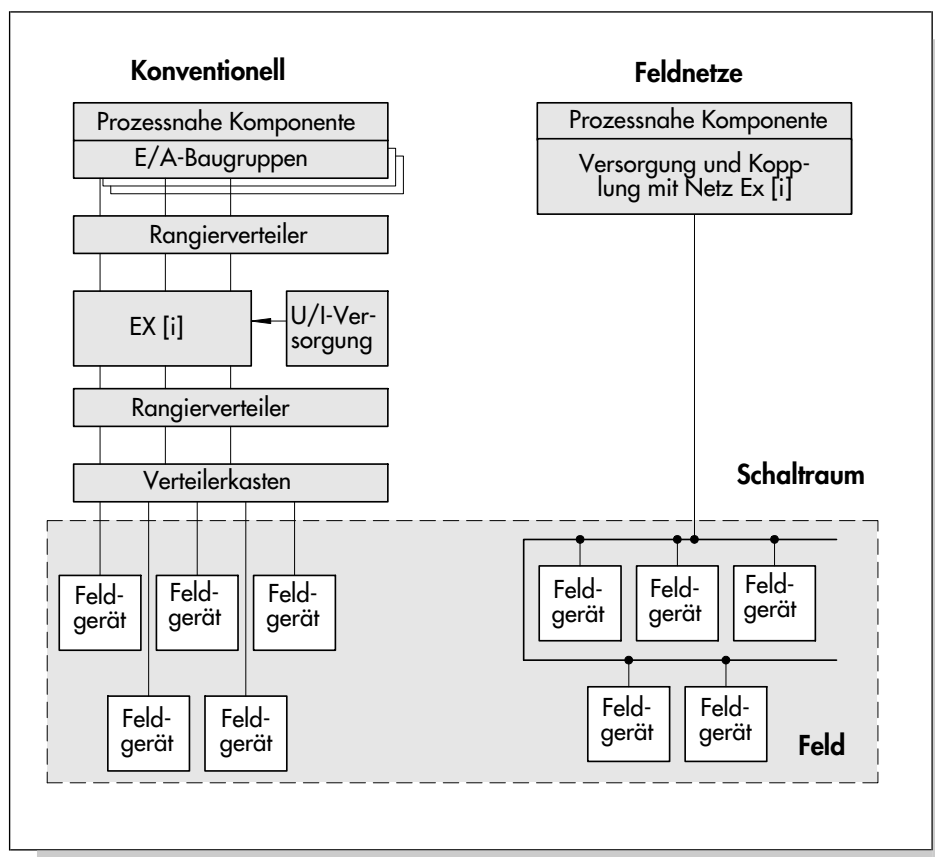 Konventionell
Prozessnahe Komponente
E/A-Baugruppen
Rangierverteiler
EX [i]
U/I-Ver-
sorgung
Rangierverteiler
Verteilerkasten
Feld-
gerät
Feld-
gerät
Feld-
gerät
Feld-
gerät
Feld-
gerät
Feldnetze
Prozessnahe Komponente
Versorgung und Kopp-
lung mit Netz Ex [i]
Schaltraum
Feld-
gerät
Feld-
gerät
Feld-
gerät
Feld-
gerät
Feld-
gerät
Feld